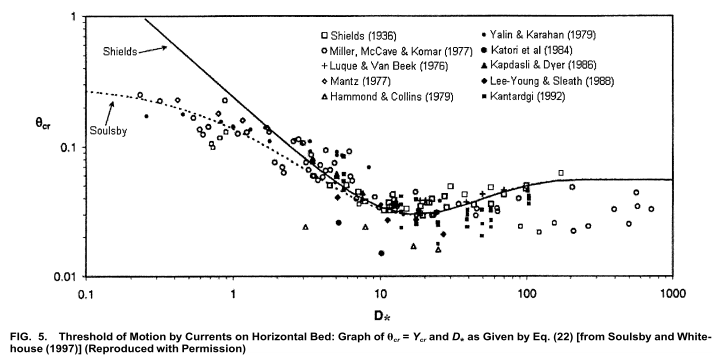 1
Shields
Soulsby
θcr
0.1
0.01
0.1
1
10
100
1000
D*
Shields (1936)
Miller, McCave & Komar (1977)
Luque & Van Beek (1976)
Mantz (1977)
Hammond & Collins (1979)
Yalin & Karahan (1979)
Katori et al (1984)
Kapdasli & Dyer (1986)
Lee-Young & Sleath (1988)
Kantardgi (1992)
FIG. 5. Threshold of Motion by Currents on Horizontal Bed: Graph of θcr = Ycr and D* as Given by Eq. (22) [from Soulsby and White-
house (1997)] (Reproduced with Permission)